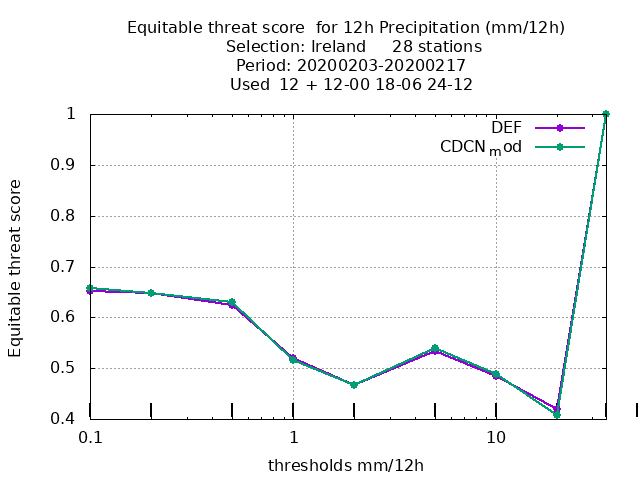 Equitable threat score  for 12h Precipitation (mm/12h)
Selection: Ireland     28 stations
Period: 20200203-20200217
Used  12 + 12-00 18-06 24-12
DEF
CDCNmod
1
0.9
0.8
0.7
0.6
0.5
0.4
Equitable threat score
0.1
1
10
thresholds mm/12h